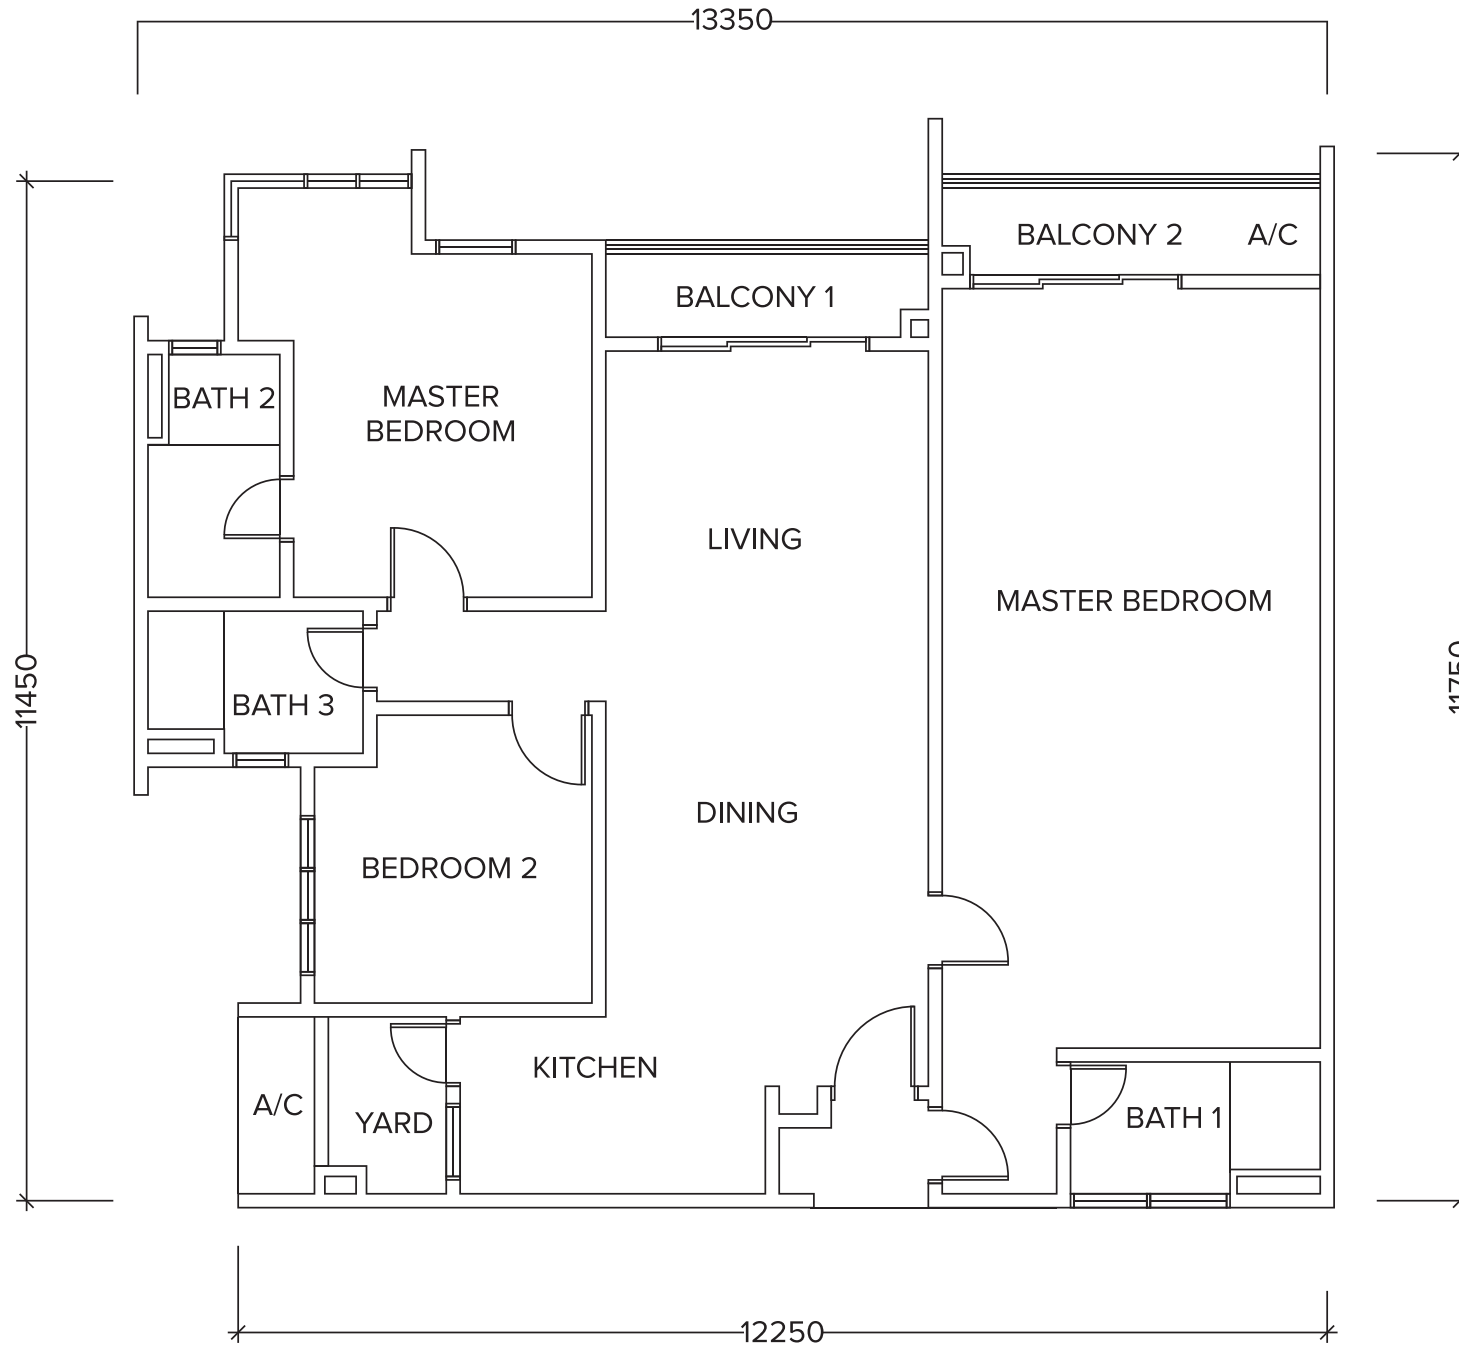 13350
BALCONY 2 A/C
BALCONY 1
BATH 2
MASTER
BEDROOM
LIVING
MASTER BEDROOM
11450
11750
BATH 3
DINING
BEDROOM 2
KITCHEN
A/C
YARD
BATH 1
12250